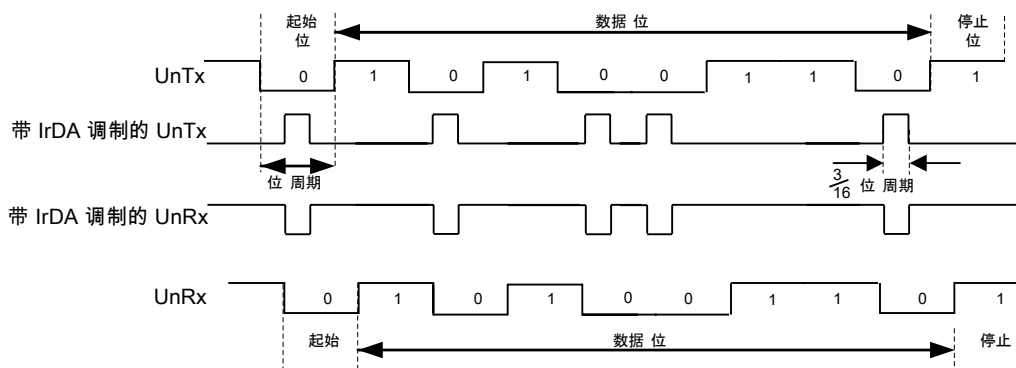 起始
位
数据 位
停止
位
UnTx
0 1 0 1 0 0 1 1 0 1
带 IrDA 调制的 UnTx
位 周期
3/16 位 周期
带 IrDA 调制的 UnRx
UnRx
0 1 0 1 0 0 1 1 0 1
起始
数据 位
停止